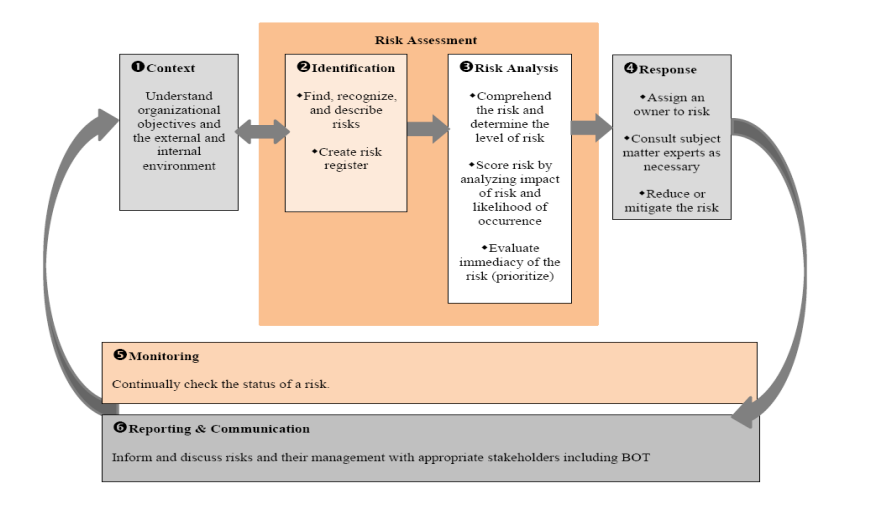 Risk Assessment
❶Context
Understand
organizational
objectives and
the external and
internal
environment
❷Identification
◆Find, recognize,
and describe
risks
◆Create risk
register
❸Risk Analysis
◆Comprehend
the risk and
determine the
level of risk
◆Score risk by
analyzing impact
of risk and
likelihood of
occurrence
◆Evaluate
immediacy of the
risk (prioritize)
❹Response
◆Assign an
owner to risk
◆Consult subject
matter experts as
necessary
◆Reduce or
mitigate the risk
❺Monitoring
Continually check the status of a risk.
❻Reporting & Communication
Inform and discuss risks and their management with appropriate stakeholders including BOT